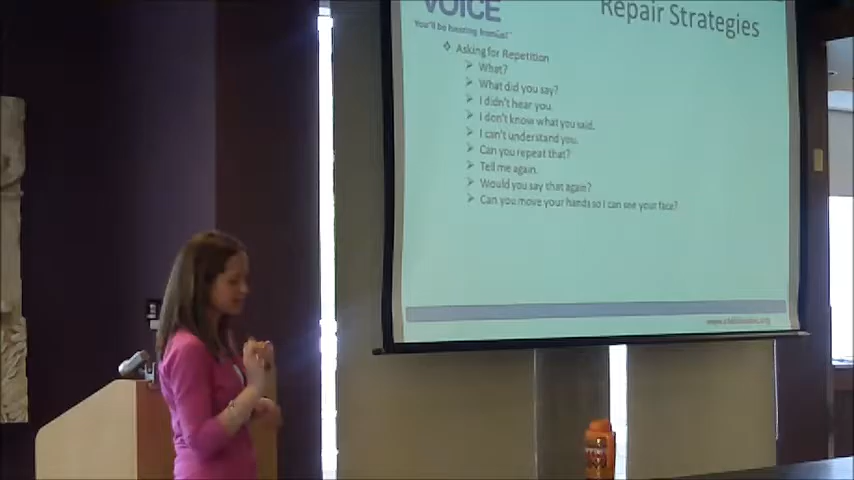 VOICE
You'll be hearing from us!™
Repair Strategies
❖ Asking for Repetition
➢ What?
➢ What did you say?
➢ I didn't hear you.
➢ I don't know what you said.
➢ I can't understand you.
➢ Can you repeat that?
➢ Tell me again.
➢ Would you say that again?
➢ Can you move your hands so I can see your face?